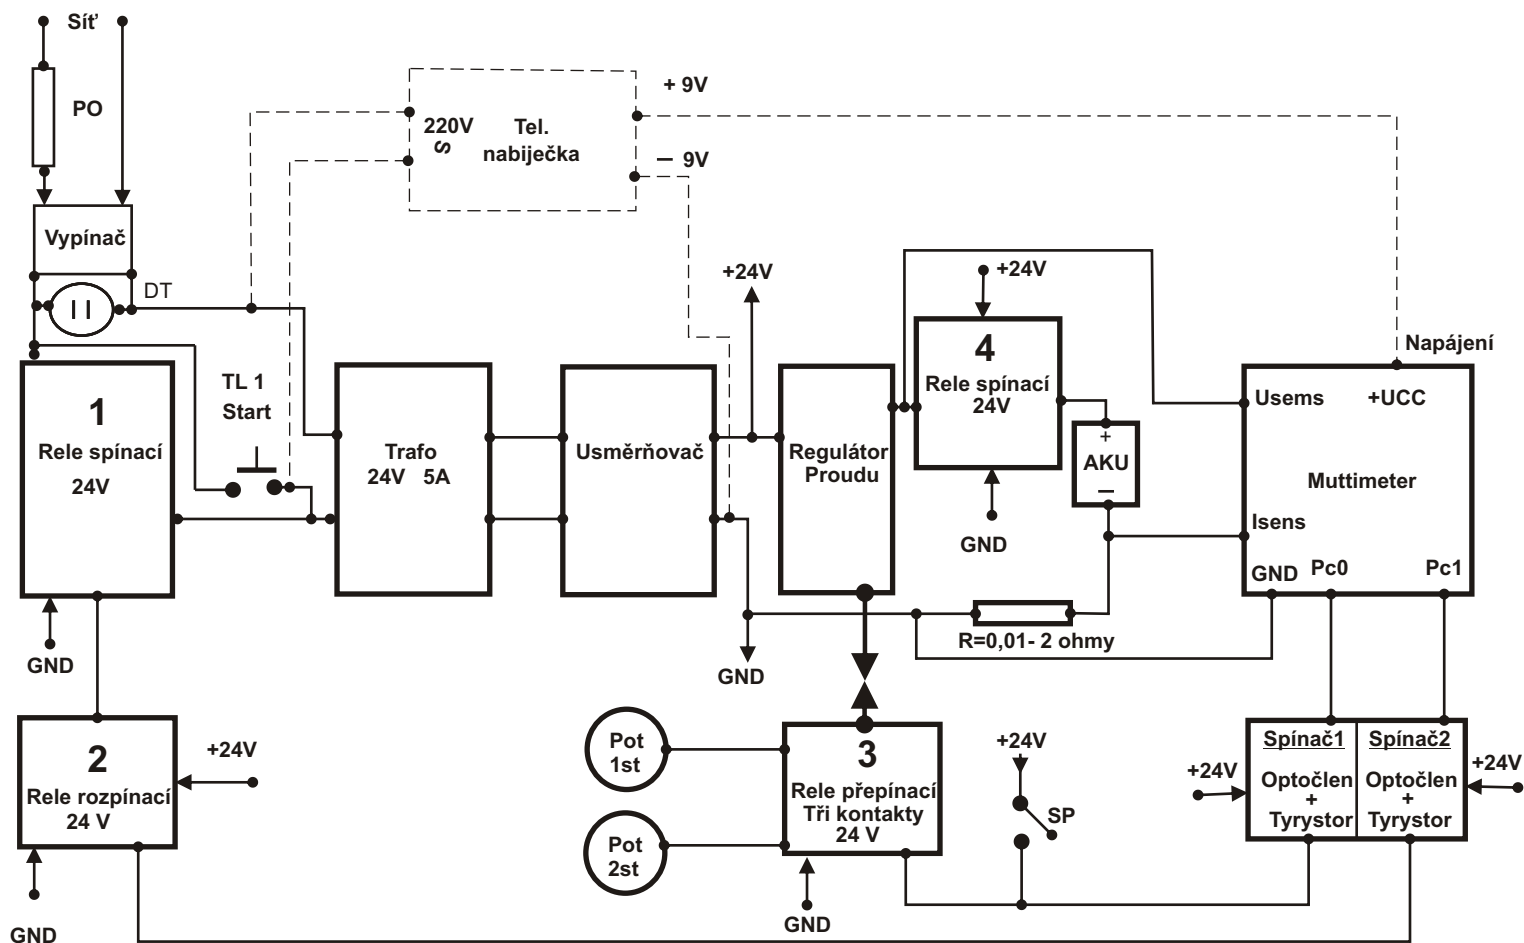 Síť
PO
Vypínač
DT
220V
S
Tel.
nabiječka
+ 9V
− 9V
+24V
+24V
Napájení
TL 1
Start
1
Rele spínací
24V
Trafo
24V 5A
Usměrňovač
Regulátor
Proudu
4
Rele spínací
24V
+
AKU
−
Usems
+UCC
Muttimeter
Isens
GND
Pc0
Pc1
GND
GND
GND
R=0,01- 2 ohmy
2
Rele rozpínací
24 V
+24V
GND
Pot
1st
Pot
2st
3
Rele přepínací
Tři kontakty
24 V
GND
+24V
SP
+24V
Spínač1
Optočlen
+
Tyrystor
Spínač2
Optočlen
+
Tyrystor
+24V